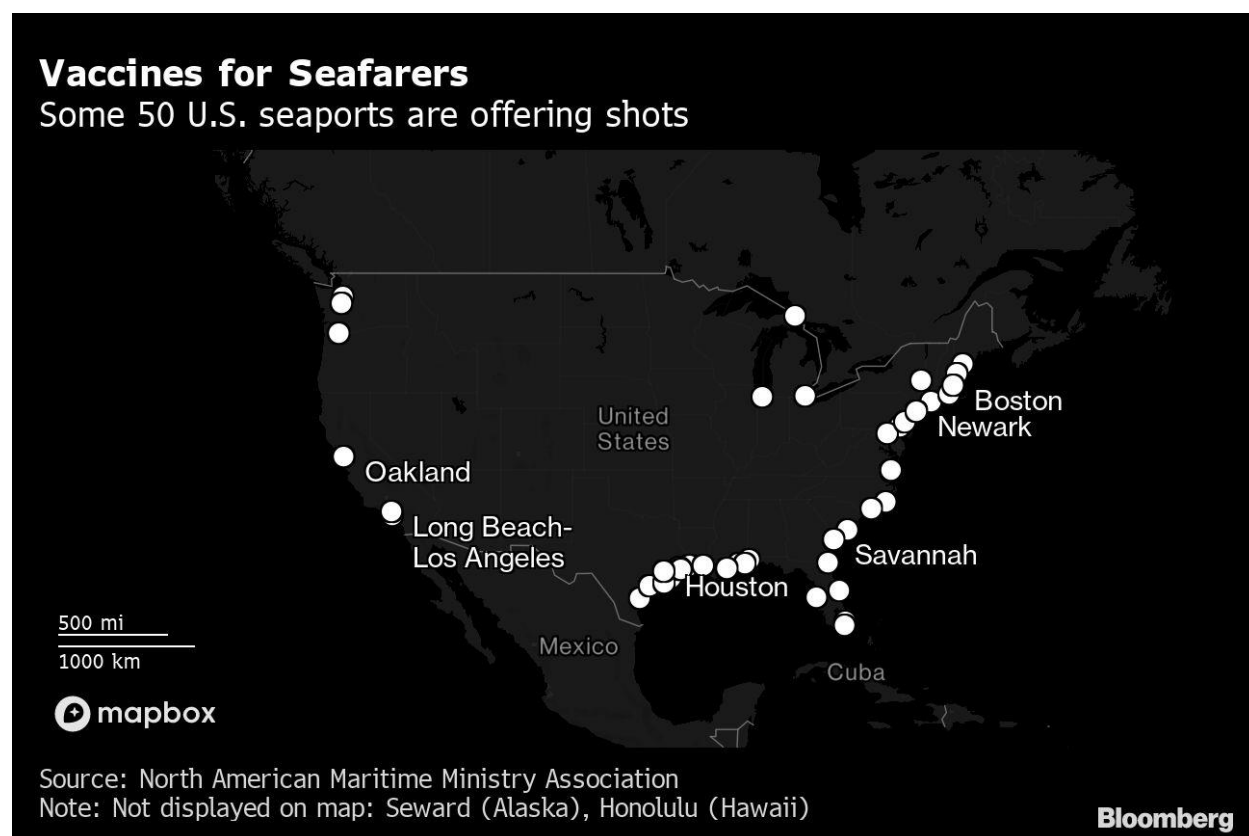 Vaccines for Seafarers
Some 50 U.S. seaports are offering shots
United
States
Boston
Newark
Oakland
Long Beach-
Los Angeles
Savannah
Houston
500 mi
1000 km
Mexico
Cuba
mapbox
Source: North American Maritime Ministry Association
Note: Not displayed on map: Seward (Alaska), Honolulu (Hawaii)
Bloomberg